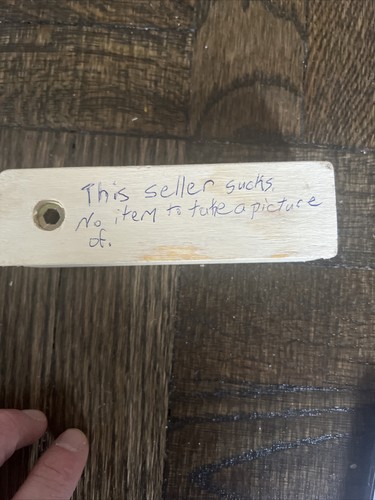 This seller sucks.
No item to take a picture
of.